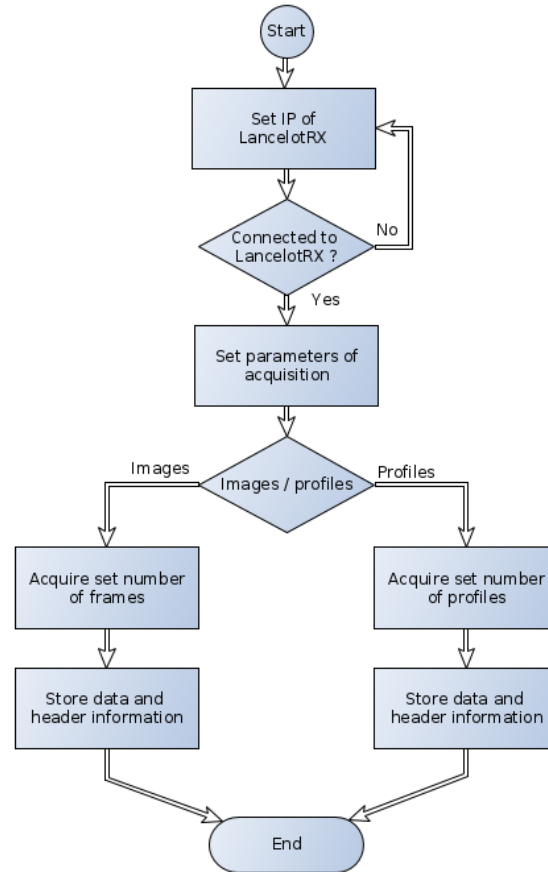 Start
Set IP of
LancelotRX
Connected to
LancelotRX ?
No
Yes
Set parameters of
acquisition
Images / profiles
Images
Profiles
Acquire set number
of frames
Acquire set number
of profiles
Store data and
header information
Store data and
header information
End